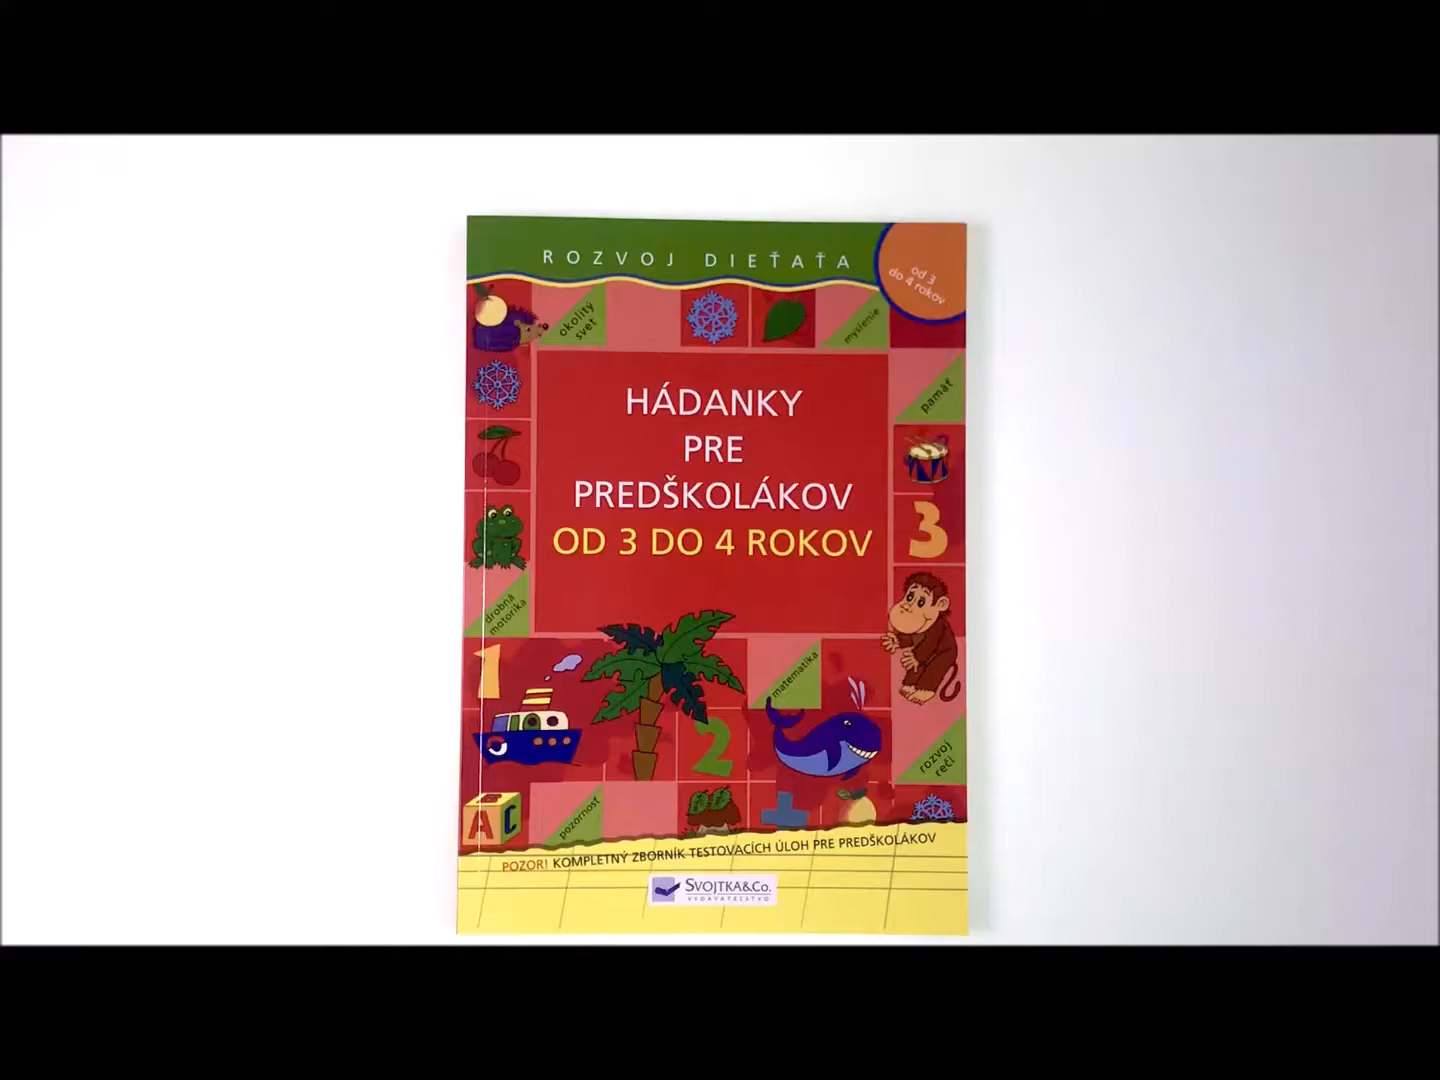 ROZVOJ DIEŤAŤA
od 3
do 4 rokov
okolitý
svet
myslenie
pamäť
HÁDANKY
PRE
PREDŠKOLÁKOV
OD 3 DO 4 ROKOV
3
drobná
motorika
1
matematika
2
rozvoj
reči
A C
pozornosť
POZOR! KOMPLETNÝ ZBORNÍK TESTOVACÍCH ÚLOH PRE PREDŠKOLÁKOV
SVOJTKA&CO.
VYDAVATEĽSTVO